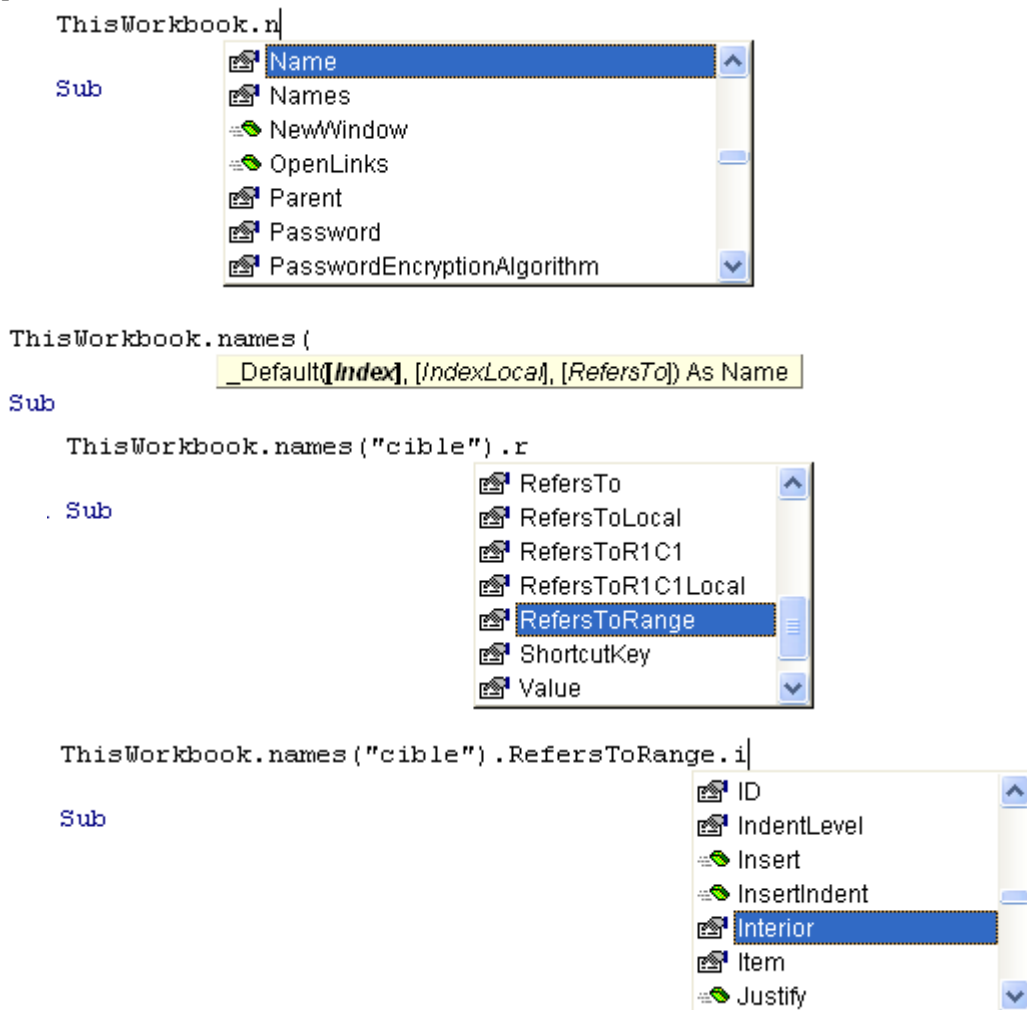 ThisWorkbook.n
Name
Sub
Names
NewWindow
OpenLinks
Parent
Password
PasswordEncryptionAlgorithm
ThisWorkbook.names(
_Default([Index], [IndexLocal], [RefersTo]) As Name
Sub
ThisWorkbook.names("cible").r
RefersTo
. Sub
RefersToLocal
RefersToR1C1
RefersToR1C1Local
RefersToRange
ShortcutKey
Value
ThisWorkbook.names("cible").RefersToRange.i
ID
Sub
IndentLevel
Insert
InsertIndent
Interior
Item
Justify